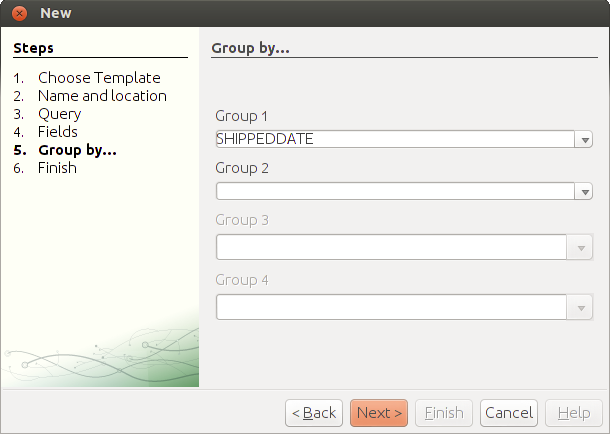 New
Steps
1. Choose Template
2. Name and location
3. Query
4. Fields
5. Group by...
6. Finish
Group by...
Group 1
SHIPPEDDATE
Group 2
Group 3
Group 4
< Back
Next >
Finish
Cancel
Help